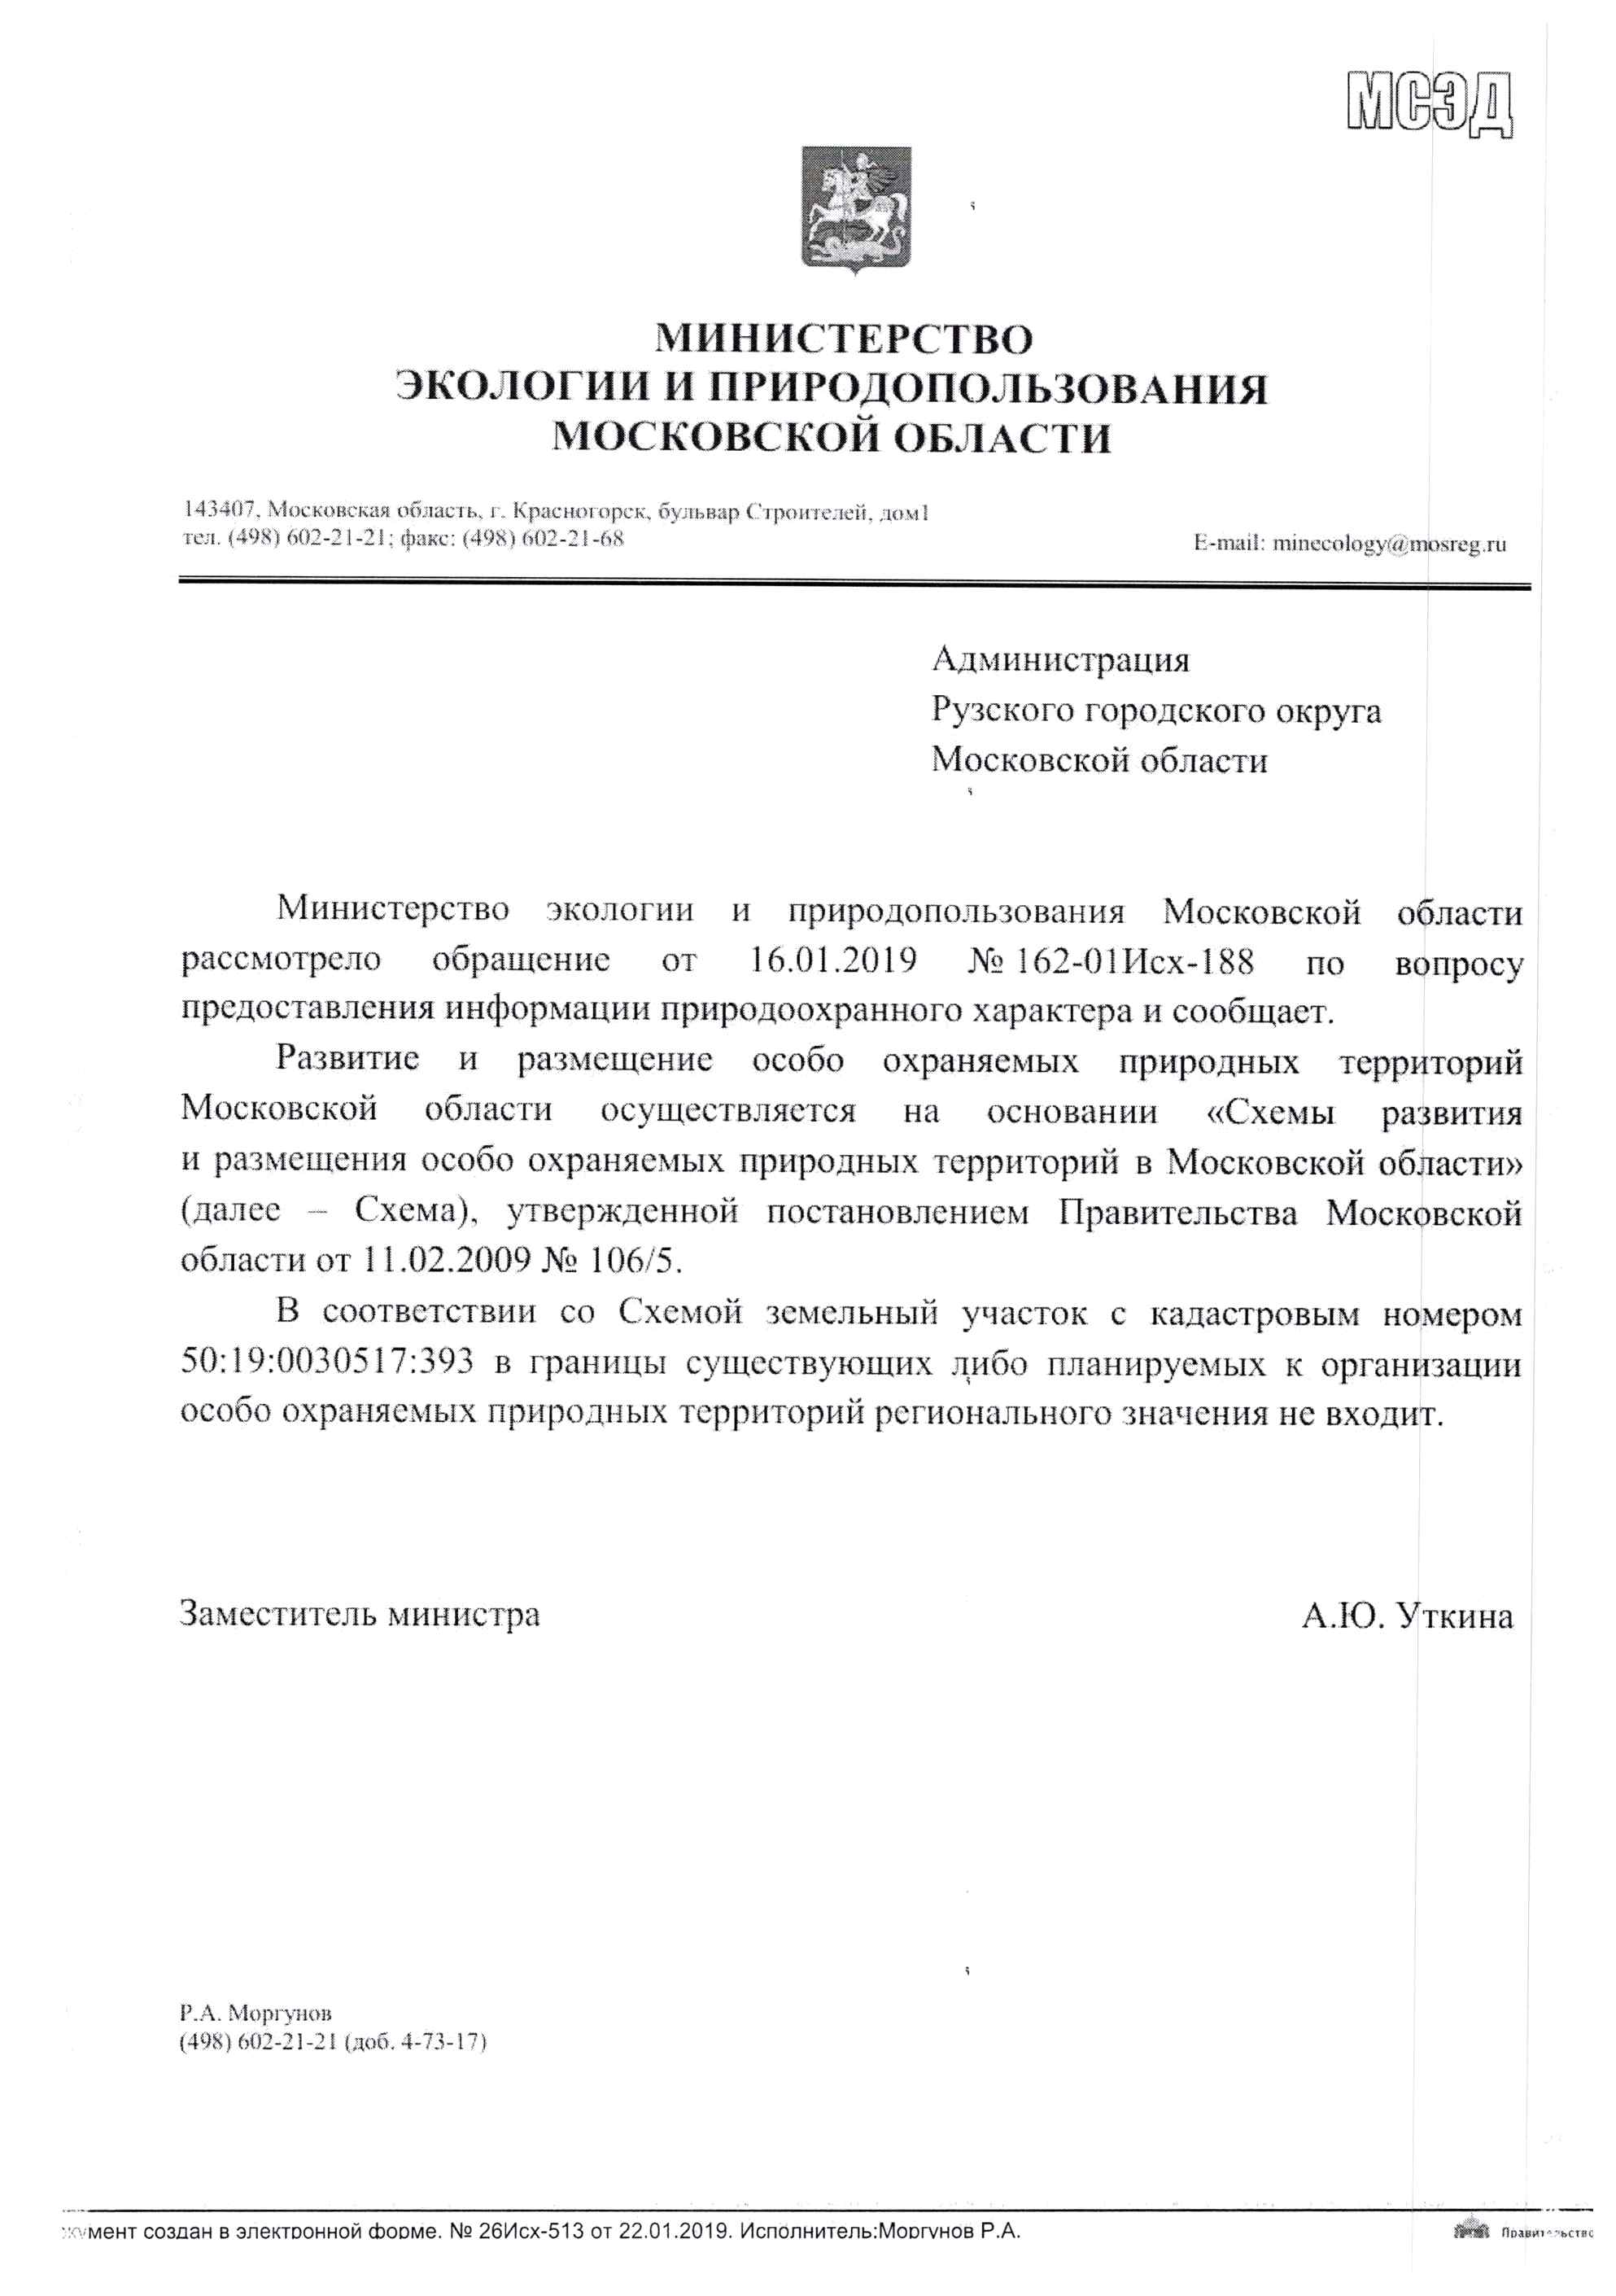 МСЭД
МИНИСТЕРСТВО
ЭКОЛОГИИ И ПРИРОДОПОЛЬЗОВАНИЯ
МОСКОВСКОЙ ОБЛАСТИ
143407, Московская область, г. Красногорск, бульвар Строителей, дом1
тел. (498) 602-21-21; факс: (498) 602-21-68
E-mail: minecology@mosreg.ru
Администрация
Рузского городского округа
Московской области
Министерство экологии и природопользования Московской области
рассмотрело обращение от 16.01.2019 № 162-01Исх-188 по вопросу
предоставления информации природоохранного характера и сообщает.
Развитие и размещение особо охраняемых природных территорий
Московской области осуществляется на основании «Схемы развития
и размещения особо охраняемых природных территорий в Московской области»
(далее – Схема), утвержденной постановлением Правительства Московской
области от 11.02.2009 № 106/5.
В соответствии со Схемой земельный участок с кадастровым номером
50:19:0030517:393 в границы существующих либо планируемых к организации
особо охраняемых природных территорий регионального значения не входит.
Заместитель министра
А.Ю. Уткина
Р.А. Моргунов
(498) 602-21-21 (доб. 4-73-17)
мент создан в электронной форме. № 26Исх-513 от 22.01.2019. Исполнитель:Моргунов Р.А.